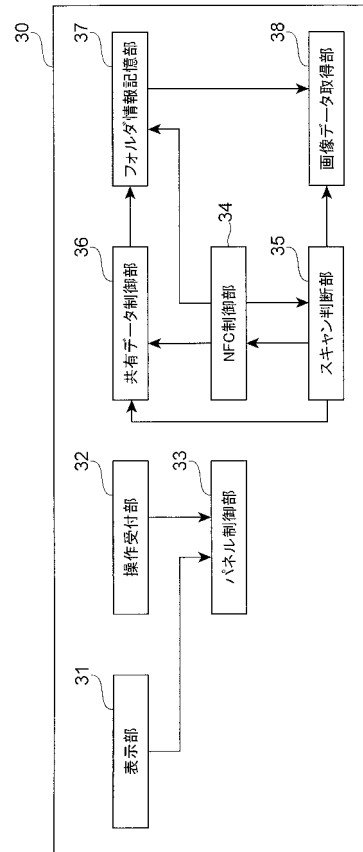 30
31
表示部
32
操作受付部
33
パネル制御部
36
共有データ制御部
37
フォルダ情報記憶部
34
NFC制御部
35
スキャン判断部
38
画像データ取得部